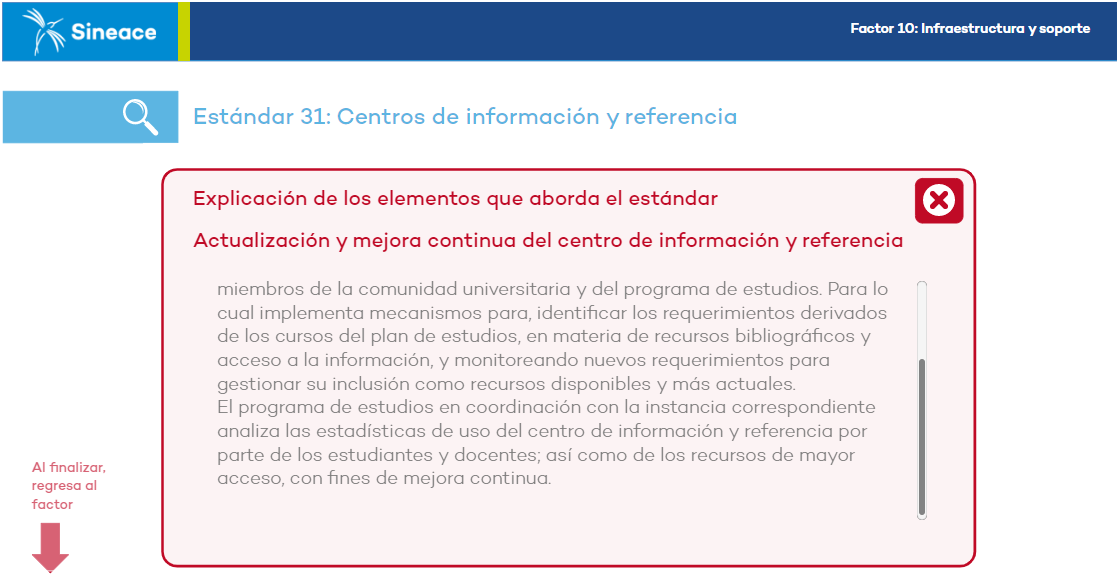 Sineace
Factor 10: Infraestructura y soporte
Estándar 31: Centros de información y referencia
Explicación de los elementos que aborda el estándar
Actualización y mejora continua del centro de información y referencia
miembros de la comunidad universitaria y del programa de estudios. Para lo
cual implementa mecanismos para, identificar los requerimientos derivados
de los cursos del plan de estudios, en materia de recursos bibliográficos y
acceso a la información, y monitoreando nuevos requerimientos para
gestionar su inclusión como recursos disponibles y más actuales.
El programa de estudios en coordinación con la instancia correspondiente
analiza las estadísticas de uso del centro de información y referencia por
parte de los estudiantes y docentes; así como de los recursos de mayor
acceso, con fines de mejora continua.
Al finalizar,
regresa al
factor